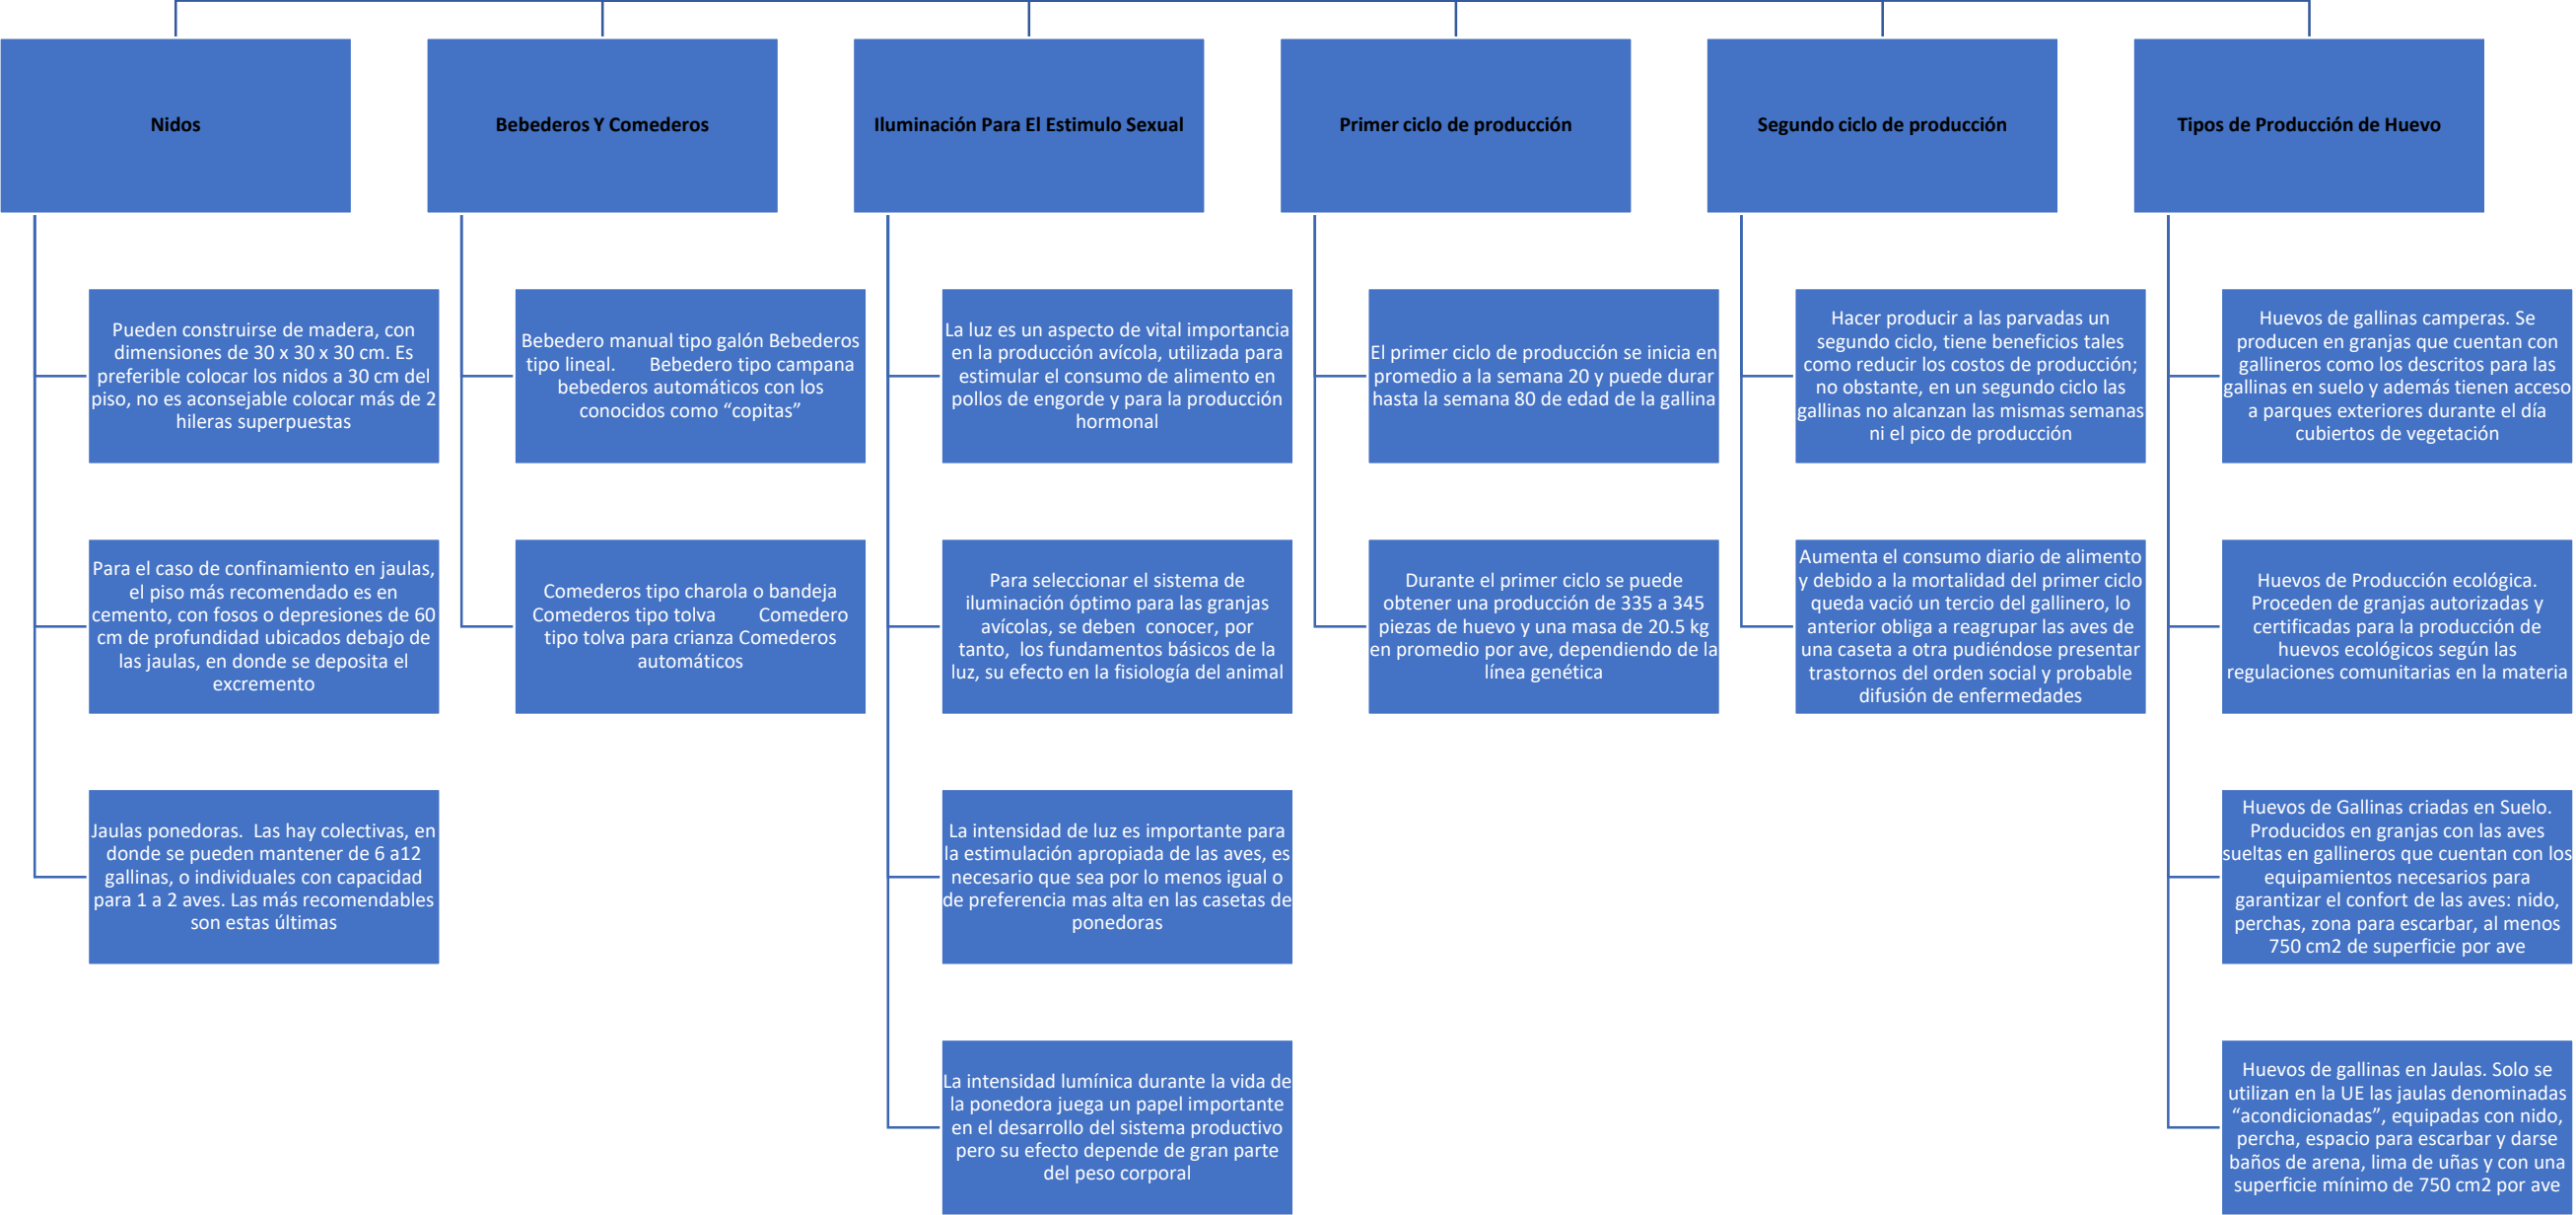 Nidos
Pueden construirse de madera, con
dimensiones de 30 x 30 x 30 cm. Es
preferible colocar los nidos a 30 cm del
piso, no es aconsejable colocar más de 2
hileras superpuestas
Para el caso de confinamiento en jaulas,
el piso más recomendado es en
cemento, con fosos o depresiones de 60
cm de profundidad ubicados debajo de
las jaulas, en donde se deposita el
excremento
Jaulas ponedoras.  Las hay colectivas, en
donde se pueden mantener de 6 a12
gallinas, o individuales con capacidad
para 1 a 2 aves. Las más recomendables
son estas últimas
Bebederos Y Comederos
Bebedero manual tipo galón Bebederos
tipo lineal.      Bebedero tipo campana
bebederos automáticos con los
conocidos como “copitas”
Comederos tipo charola o bandeja
Comederos tipo tolva       Comedero
tipo tolva para crianza Comederos
automáticos
Iluminación Para El Estimulo Sexual
La luz es un aspecto de vital importancia
en la producción avícola, utilizada para
estimular el consumo de alimento en
pollos de engorde y para la producción
hormonal
Para seleccionar el sistema de
iluminación óptimo para las granjas
avícolas, se deben  conocer, por
tanto,  los fundamentos básicos de la
luz, su efecto en la fisiología del animal
La intensidad de luz es importante para
la estimulación apropiada de las aves, es
necesario que sea por lo menos igual o
de preferencia mas alta en las casetas de
ponedoras
La intensidad lumínica durante la vida de
la ponedora juega un papel importante
en el desarrollo del sistema productivo
pero su efecto depende de gran parte
del peso corporal
Primer ciclo de producción
El primer ciclo de producción se inicia en
promedio a la semana 20 y puede durar
hasta la semana 80 de edad de la gallina
Durante el primer ciclo se puede
obtener una producción de 335 a 345
piezas de huevo y una masa de 20.5 kg
en promedio por ave, dependiendo de la
línea genética
Segundo ciclo de producción
Hacer producir a las parvadas un
segundo ciclo, tiene beneficios tales
como reducir los costos de producción;
no obstante, en un segundo ciclo las
gallinas no alcanzan las mismas semanas
ni el pico de producción
Aumenta el consumo diario de alimento
y debido a la mortalidad del primer ciclo
queda vació un tercio del gallinero, lo
anterior obliga a reagrupar las aves de
una caseta a otra pudiéndose presentar
trastornos del orden social y probable
difusión de enfermedades
Tipos de Producción de Huevo
Huevos de gallinas camperas. Se
producen en granjas que cuentan con
gallineros como los descritos para las
gallinas en suelo y además tienen acceso
a parques exteriores durante el día
cubiertos de vegetación
Huevos de Producción ecológica.
Proceden de granjas autorizadas y
certificadas para la producción de
huevos ecológicos según las
regulaciones comunitarias en la materia
Huevos de Gallinas criadas en Suelo.
Producidos en granjas con las aves
sueltas en gallineros que cuentan con los
equipamientos necesarios para
garantizar el confort de las aves: nido,
perchas, zona para escarbar, al menos
750 cm2 de superficie por ave
Huevos de gallinas en Jaulas. Solo se
utilizan en la UE las jaulas denominadas
“acondicionadas”, equipadas con nido,
percha, espacio para escarbar y darse
baños de arena, lima de uñas y con una
superficie mínimo de 750 cm2 por ave